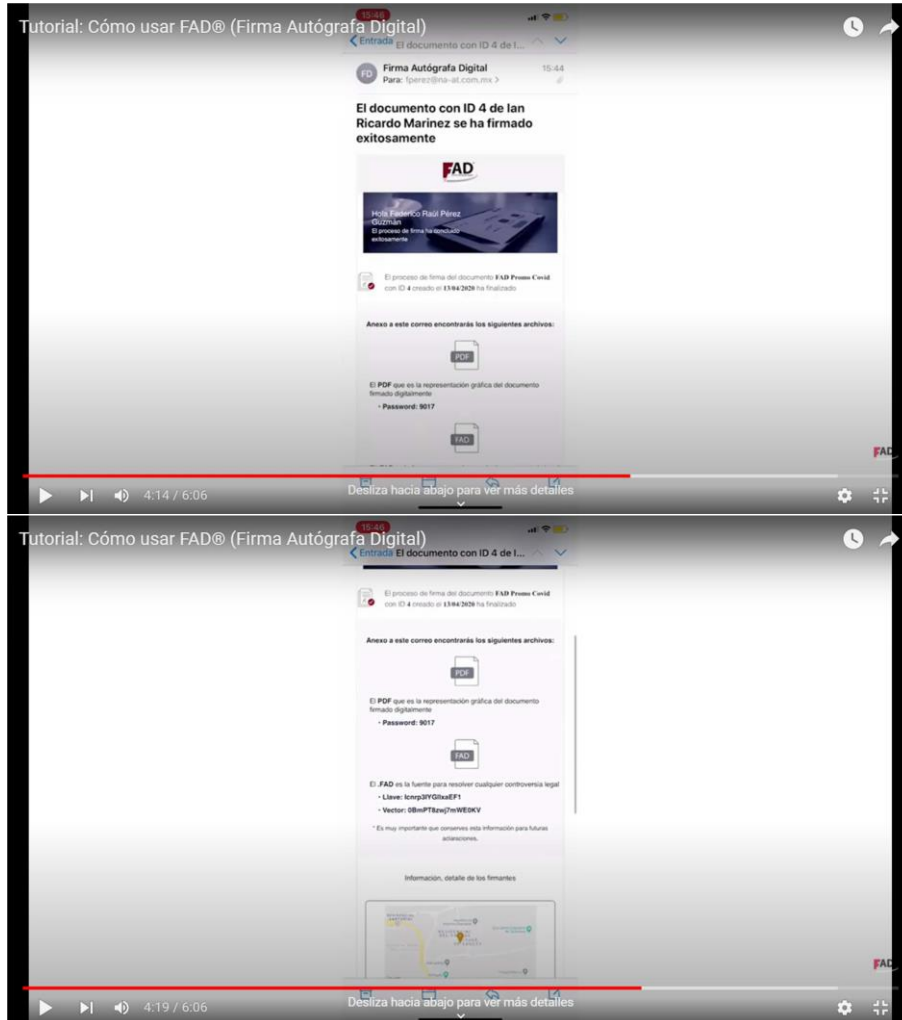 Tutorial: Cómo usar FAD® (Firma Autógrafa Digital)
15:46
Entrada El documento con ID 4 de l...
FD
Firma Autógrafa Digital 15:44
Para: fperez@na-at.com.mx >
El documento con ID 4 de Ian
Ricardo Marinez se ha firmado
exitosamente
FAD
Hola Federico Raúl Pérez
Guzmán
El proceso de firma ha concluido
exitosamente
El proceso de firma del documento FAD Promo Covid
con ID 4 creado el 13/04/2020 ha finalizado
Anexo a este correo encontrarás los siguientes archivos:
PDF
El PDF que es la representación gráfica del documento
firmado digitalmente
· Password: 9017
FAD
FAD
4:14 / 6:06
Desliza hacia abajo para ver más detalles
Tutorial: Cómo usar FAD® (Firma Autógrafa Digital)
15:46
Entrada El documento con ID 4 de l...
El proceso de firma del documento FAD Promo Covid
con ID 4 creado el 13/04/2020 ha finalizado
Anexo a este correo encontrarás los siguientes archivos:
PDF
El PDF que es la representación gráfica del documento
firmado digitalmente
· Password: 9017
FAD
El .FAD es la fuente para resolver cualquier controversia legal
· Llave:
· Vector:
* Es muy importante que conserves esta información para futuras
aclaraciones.
Información, detalle de los firmantes
FAD
4:19 / 6:06
Desliza hacia abajo para ver más detalles